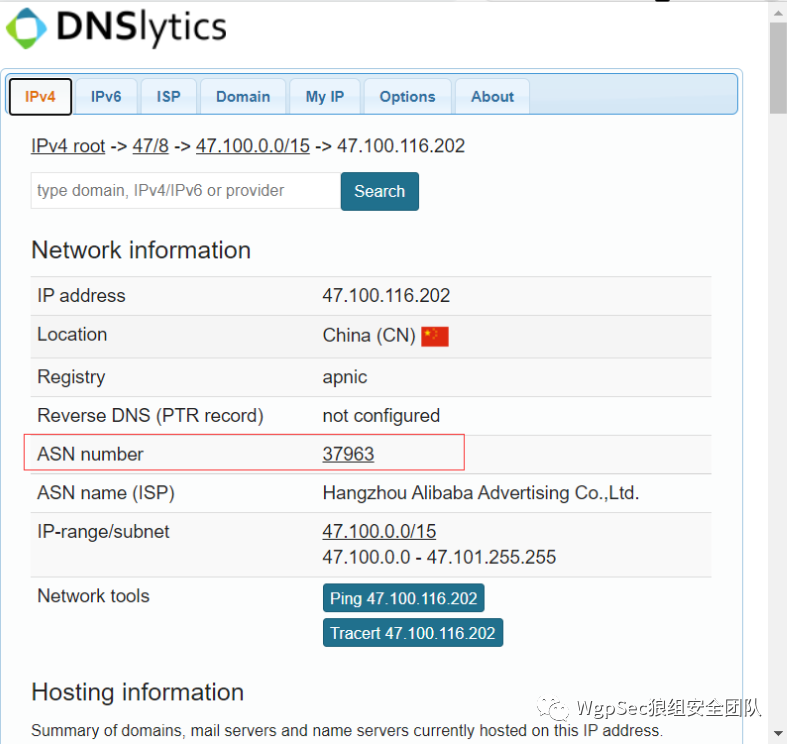 DNSlytics
IPv4 IPv6 ISP Domain My IP Options About
IPv4 root -> 47/8 -> 47.100.0.0/15 -> 47.100.116.202
type domain, IPv4/IPv6 or provider Search
Network information
IP address 47.100.116.202
Location China (CN)
Registry apnic
Reverse DNS (PTR record) not configured
ASN number 37963
ASN name (ISP) Hangzhou Alibaba Advertising Co.,Ltd.
IP-range/subnet 47.100.0.0/15
47.100.0.0 - 47.101.255.255
Network tools Ping 47.100.116.202
Tracert 47.100.116.202
Hosting information
WgpSec狼组安全团队
Summary of domains, mail servers and name servers currently hosted on this IP address.